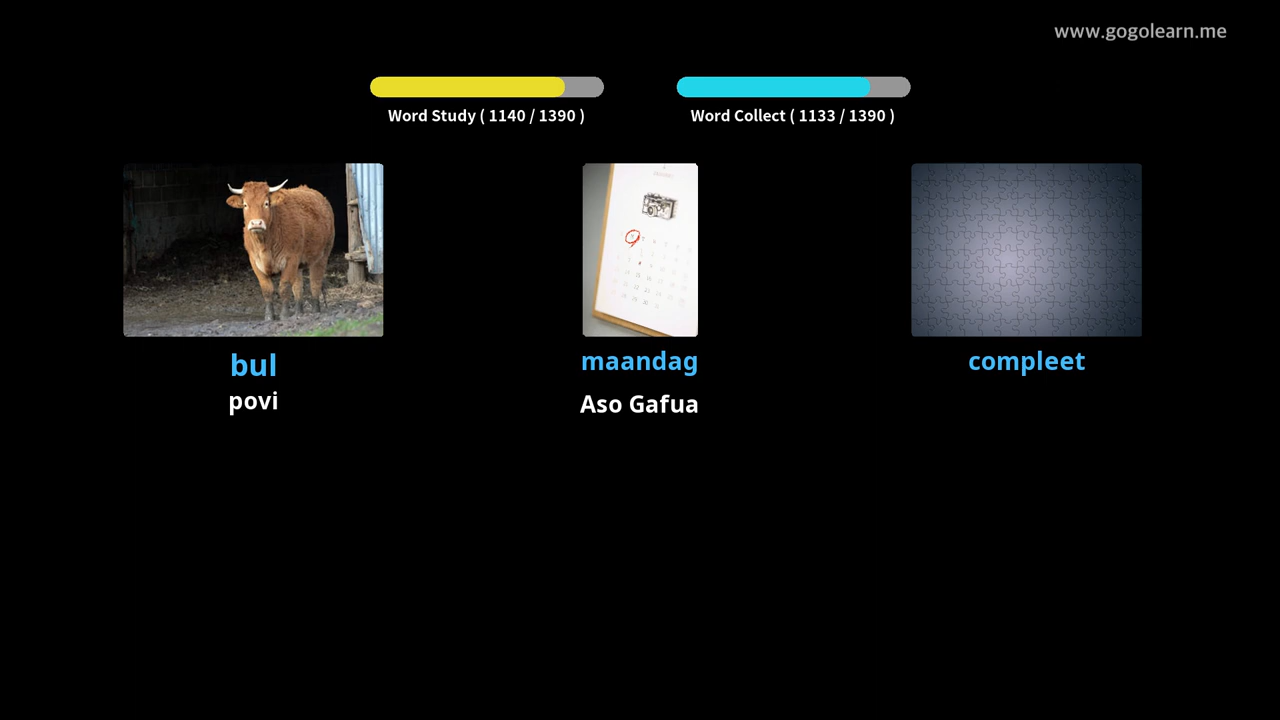 www.gogolearn.me
Word Study ( 1140 / 1390 )
Word Collect ( 1133 / 1390 )
bul
maandag
compleet
povi
Aso Gafua